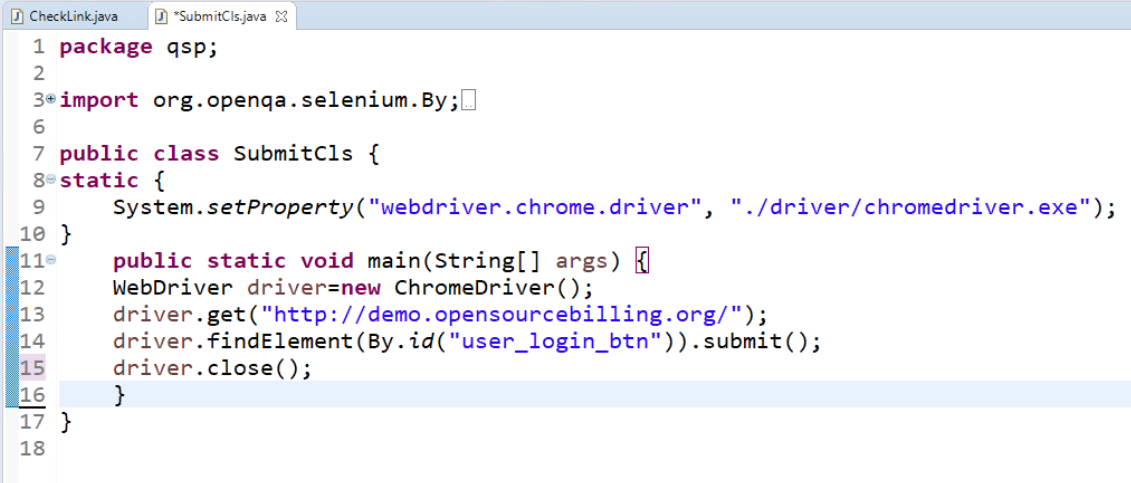 CheckLink.java *SubmitCls.java
1 package qsp;
2
3 import org.openqa.selenium.By;
6
7 public class SubmitCls {
8 static {
9 System.setProperty("webdriver.chrome.driver", "./driver/chromedriver.exe");
10 }
11 public static void main(String[] args) {
12 WebDriver driver=new ChromeDriver();
13 driver.get("http://demo.opensourcebilling.org/");
14 driver.findElement(By.id("user_login_btn")).submit();
15 driver.close();
16 }
17 }
18